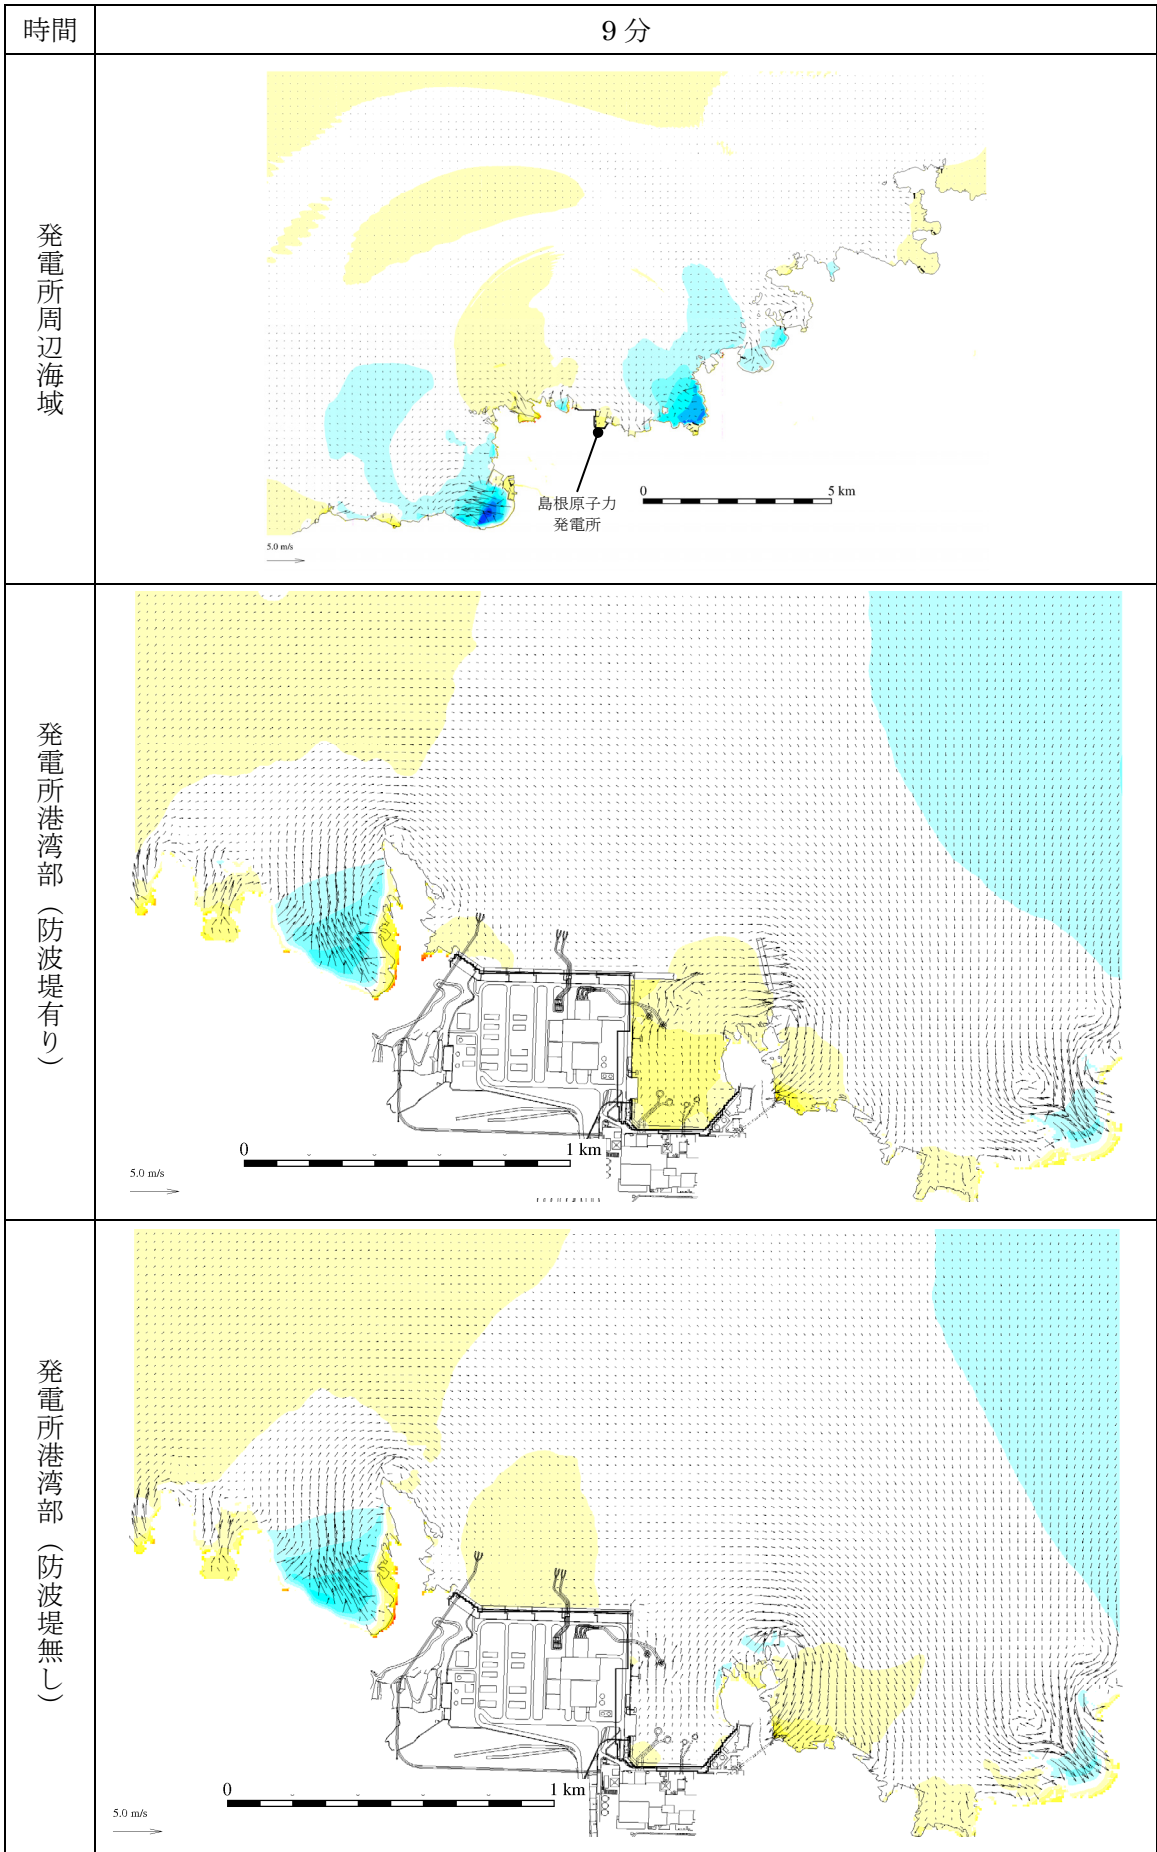 時間
9 分
発電所周辺海域
島根原子力
発電所
0 5 km
5.0 m/s
発電所港湾部（防波堤有り）
0 1 km
5.0 m/s
発電所港湾部（防波堤無し）
0 1 km
5.0 m/s